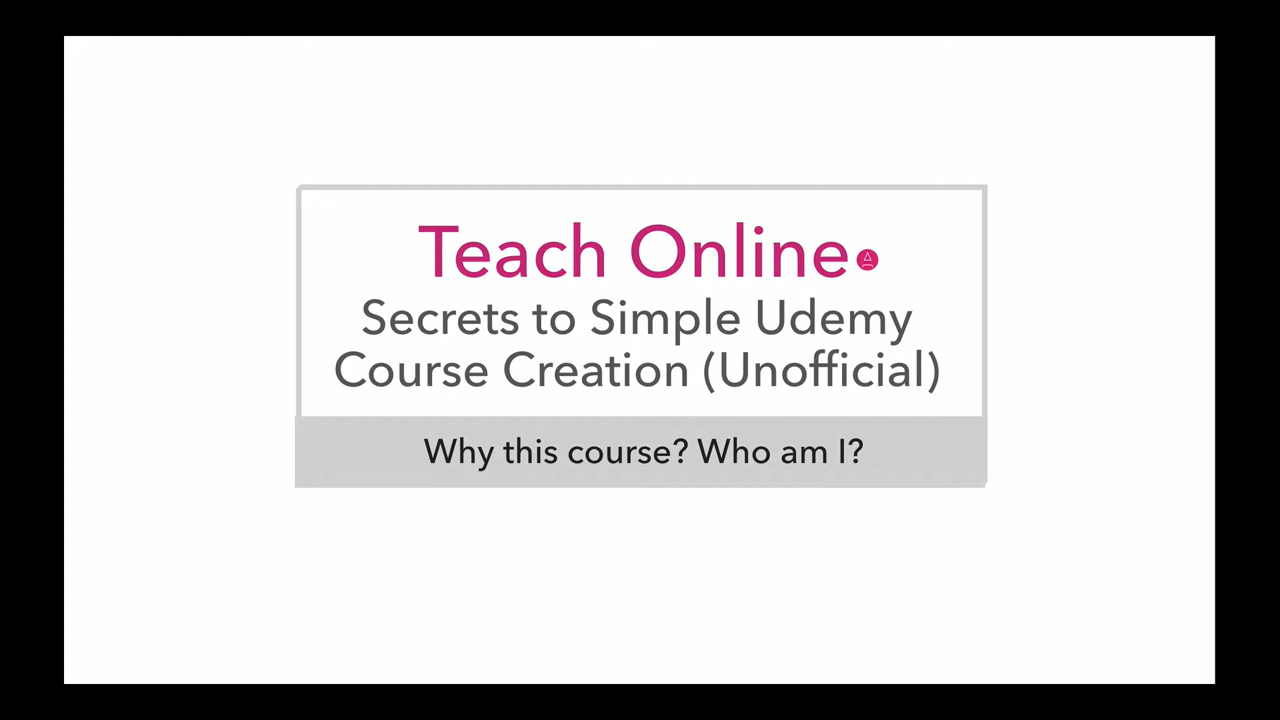 Teach Online
Secrets to Simple Udemy
Course Creation (Unofficial)
Why this course? Who am I?